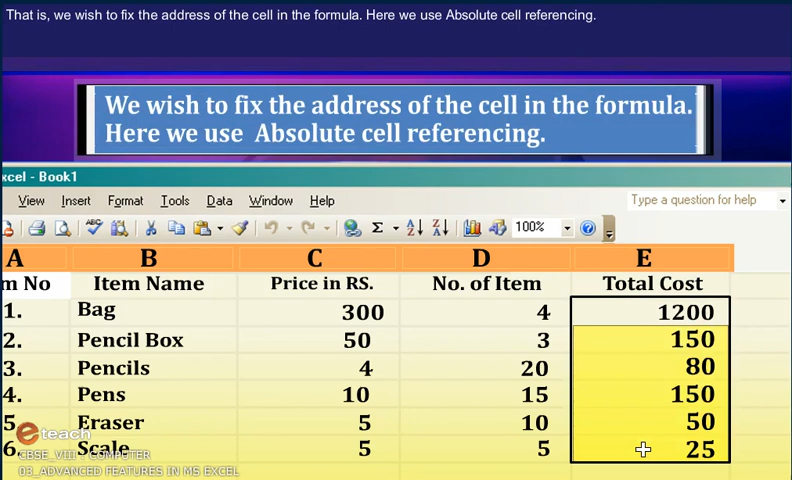 That is, we wish to fix the address of the cell in the formula. Here we use Absolute cell referencing.
We wish to fix the address of the cell in the formula.
Here we use Absolute cell referencing.
xcel - Book1
View Insert Format Tools Data Window Help Type a question for help
100%
A B C D E
m No Item Name Price in RS. No. of Item Total Cost
1. Bag 300 4 1200
2. Pencil Box 50 3 150
3. Pencils 4 20 80
4. Pens 10 15 150
5. Eraser 5 10 50
6. Scale 5 5 25
e teach
CBSE_VIII - COMPUTER
03_ADVANCED FEATURES IN MS EXCEL